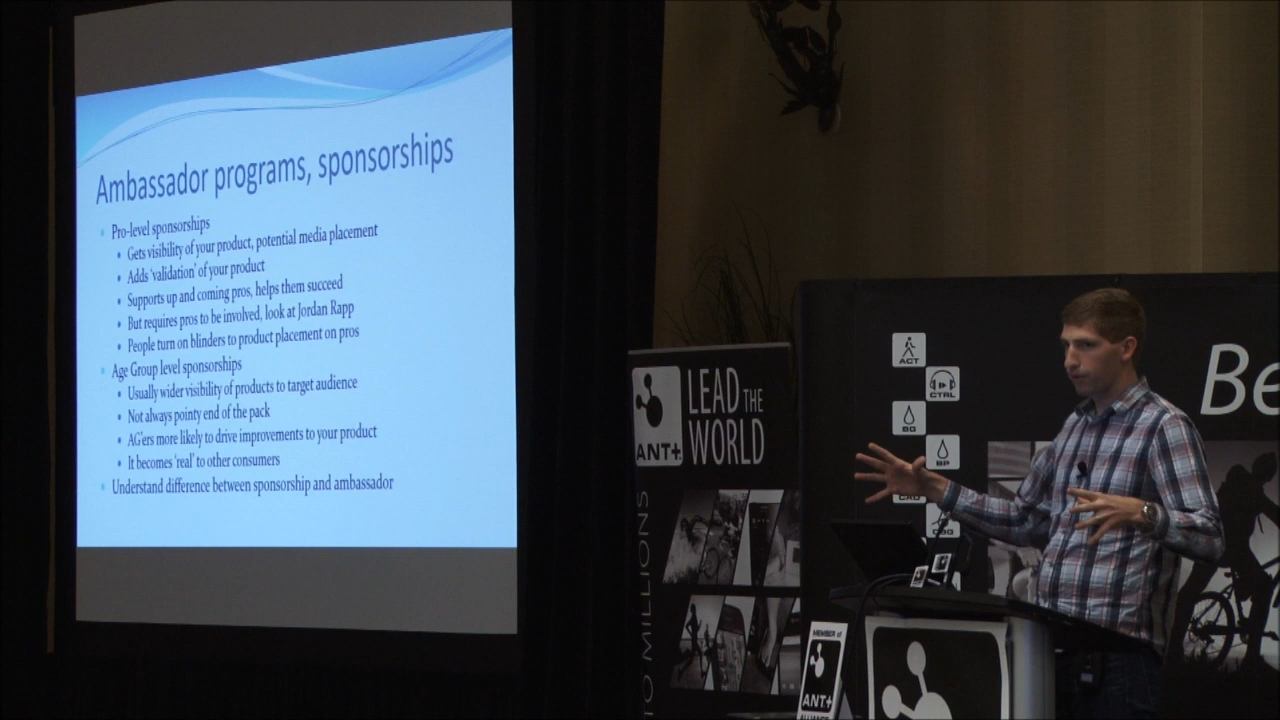 Ambassador programs, sponsorships
Pro-level sponsorships
Gets visibility of your product, potential media placement
Adds 'validation' of your product
Supports up and coming pros, helps them succeed
But requires pros to be involved, look at Jordan Rapp
People turn on blinders to product placement on pros
Age Group level sponsorships
Usually wider visibility of products to target audience
Not always pointy end of the pack
AG'ers more likely to drive improvements to your product
It becomes 'real' to other consumers
Understand difference between sponsorship and ambassador
ANT+
LEAD THE
WORLD
TO MILLIONS
ACT
CTRL
BG
BP
Be
MEMBER of
ANT+
ALLIANCE